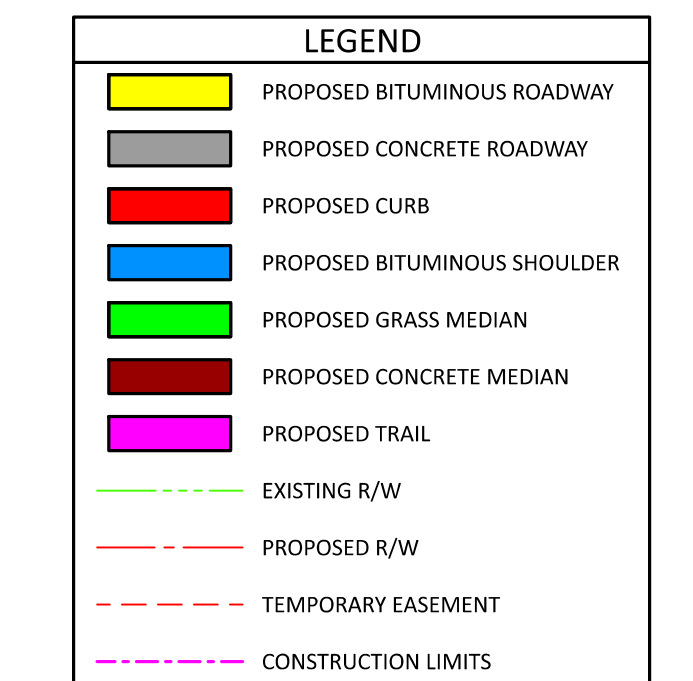 LEGEND
PROPOSED BITUMINOUS ROADWAY
PROPOSED CONCRETE ROADWAY
PROPOSED CURB
PROPOSED BITUMINOUS SHOULDER
PROPOSED GRASS MEDIAN
PROPOSED CONCRETE MEDIAN
PROPOSED TRAIL
EXISTING R/W
PROPOSED R/W
TEMPORARY EASEMENT
CONSTRUCTION LIMITS